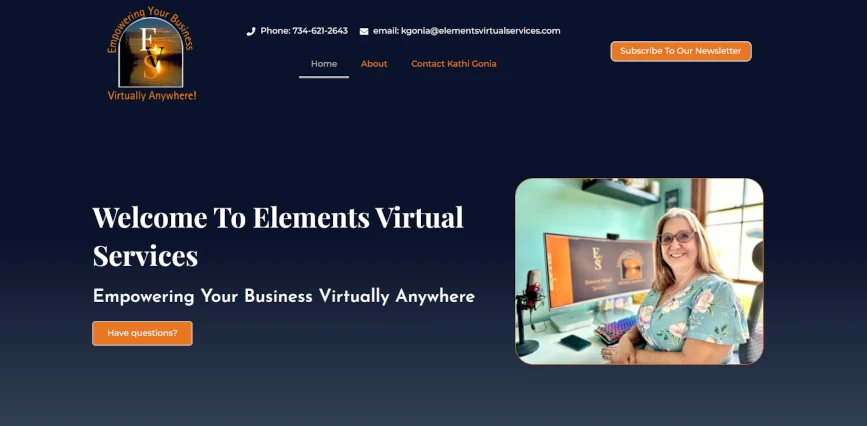 Empowering Your Business
E
V
S
Virtually Anywhere!
Phone: 734-621-2643
email: kgonia@elementsvirtualservices.com
Subscribe To Our Newsletter
Home
About
Contact Kathi Gonia
Welcome To Elements Virtual
Services
Empowering Your Business Virtually Anywhere
Have questions?
E
S